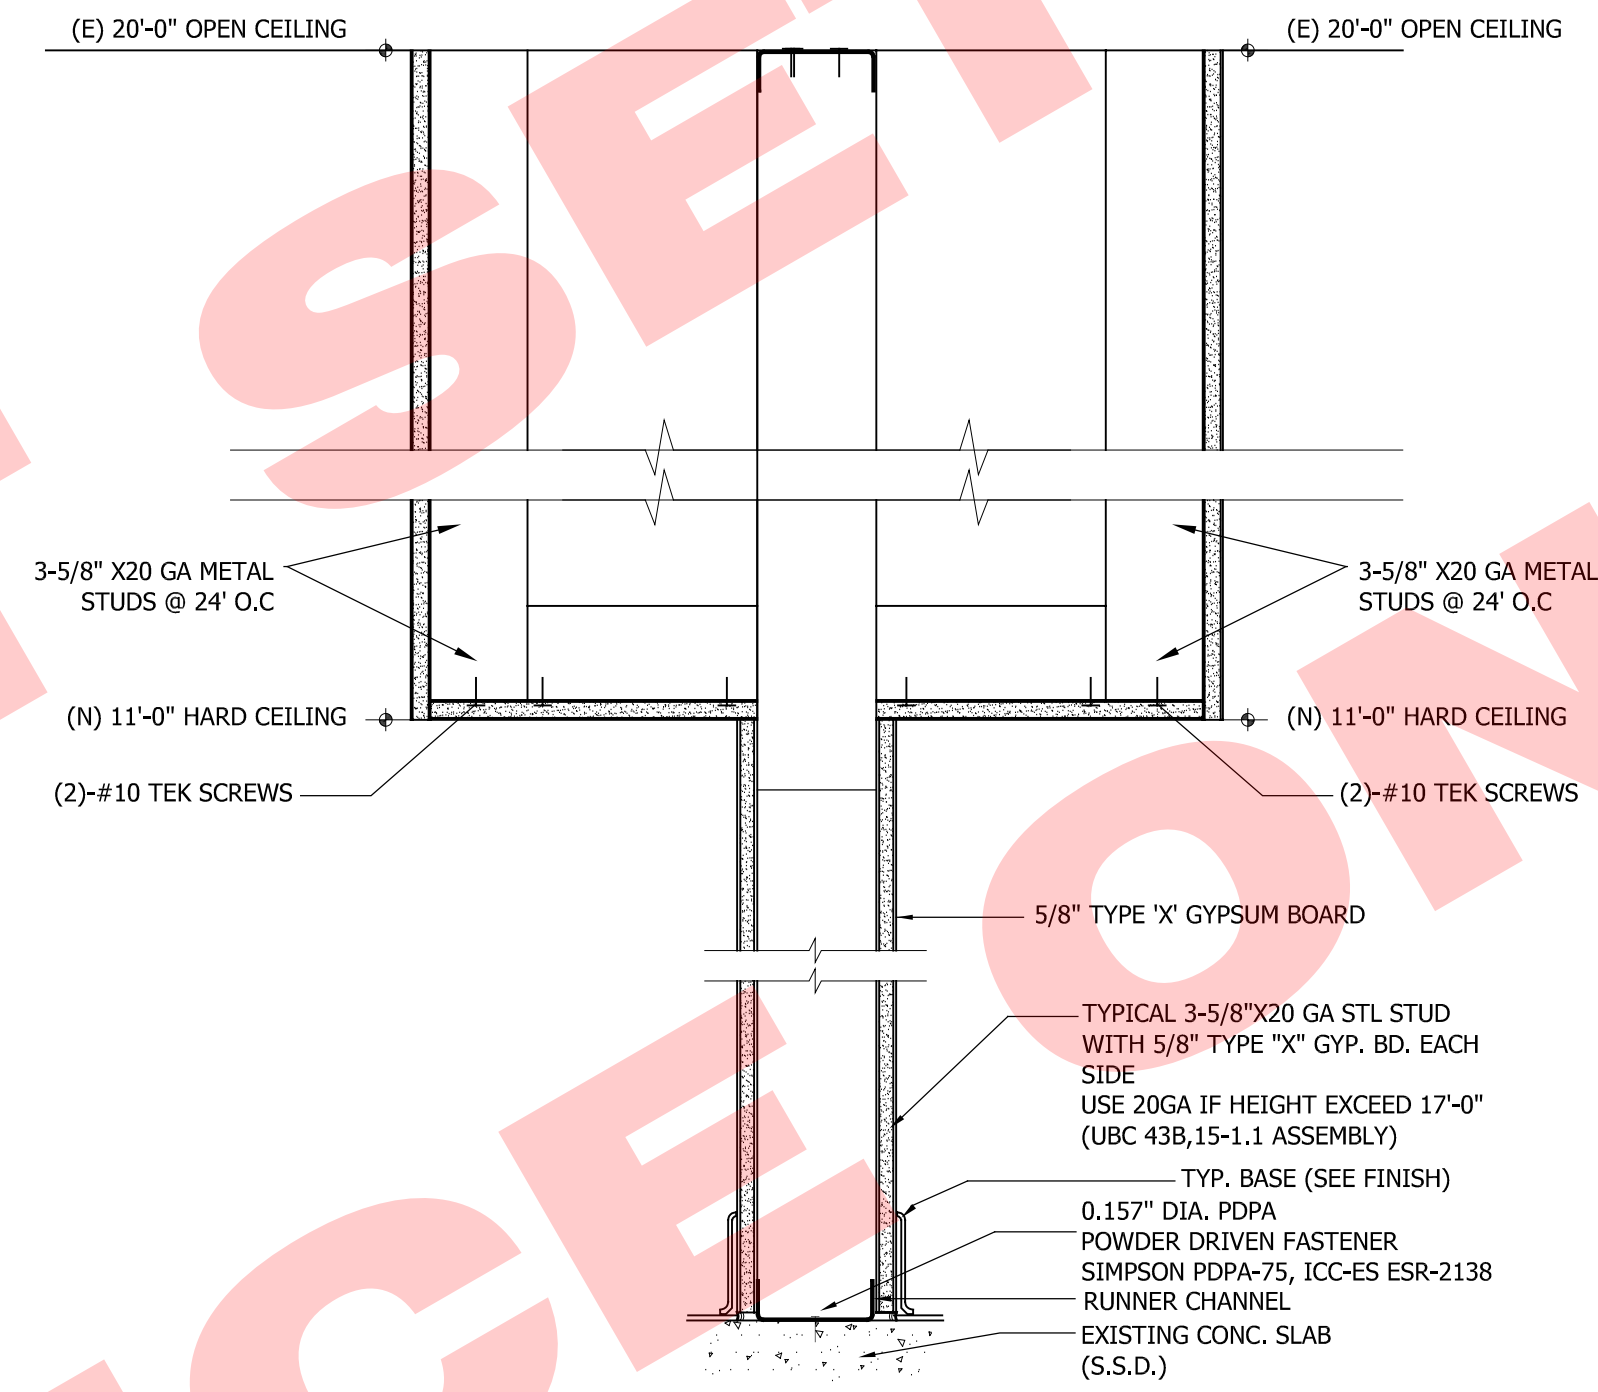 (E) 20'-0" OPEN CEILING
(E) 20'-0" OPEN CEILING
3-5/8" X20 GA METAL
STUDS @ 24' O.C
3-5/8" X20 GA METAL
STUDS @ 24' O.C
(N) 11'-0" HARD CEILING
(N) 11'-0" HARD CEILING
(2)-#10 TEK SCREWS
(2)-#10 TEK SCREWS
5/8" TYPE 'X' GYPSUM BOARD
TYPICAL 3-5/8"X20 GA STL STUD
WITH 5/8" TYPE "X" GYP. BD. EACH
SIDE
USE 20GA IF HEIGHT EXCEED 17'-0"
(UBC 43B,15-1.1 ASSEMBLY)
TYP. BASE (SEE FINISH)
0.157" DIA. PDPA
POWDER DRIVEN FASTENER
SIMPSON PDPA-75, ICC-ES ESR-2138
RUNNER CHANNEL
EXISTING CONC. SLAB
(S.S.D.)
SET